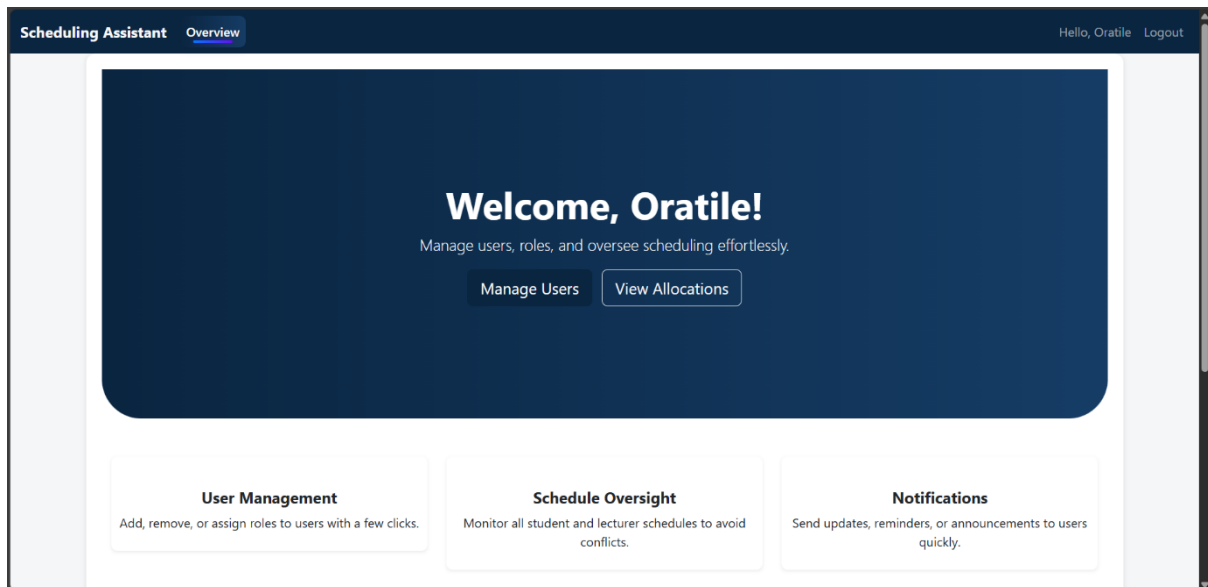 Scheduling Assistant Overview Hello, Oratile Logout
Welcome, Oratile!
Manage users, roles, and oversee scheduling effortlessly.
Manage Users View Allocations
User Management
Add, remove, or assign roles to users with a few clicks.
Schedule Oversight
Monitor all student and lecturer schedules to avoid
conflicts.
Notifications
Send updates, reminders, or announcements to users
quickly.